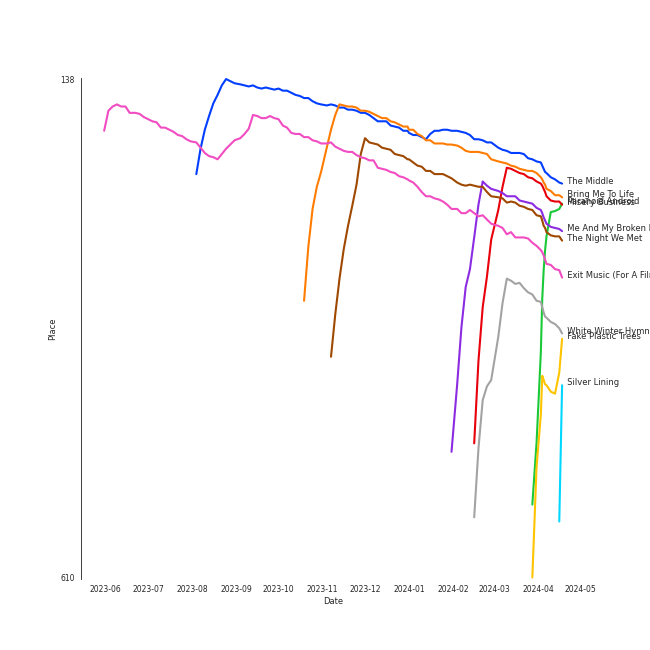 138
The Middle
Bring Me To Life
Paranoid Android
Misery Business
Me And My Broken
The Night We Met
Exit Music (For A Fil
White Winter Hymn
Fake Plastic Trees
Silver Lining
Place
610
2023-06 2023-07 2023-08 2023-09 2023-10 2023-11 2023-12 2024-01 2024-02 2024-03 2024-04 2024-05
Date